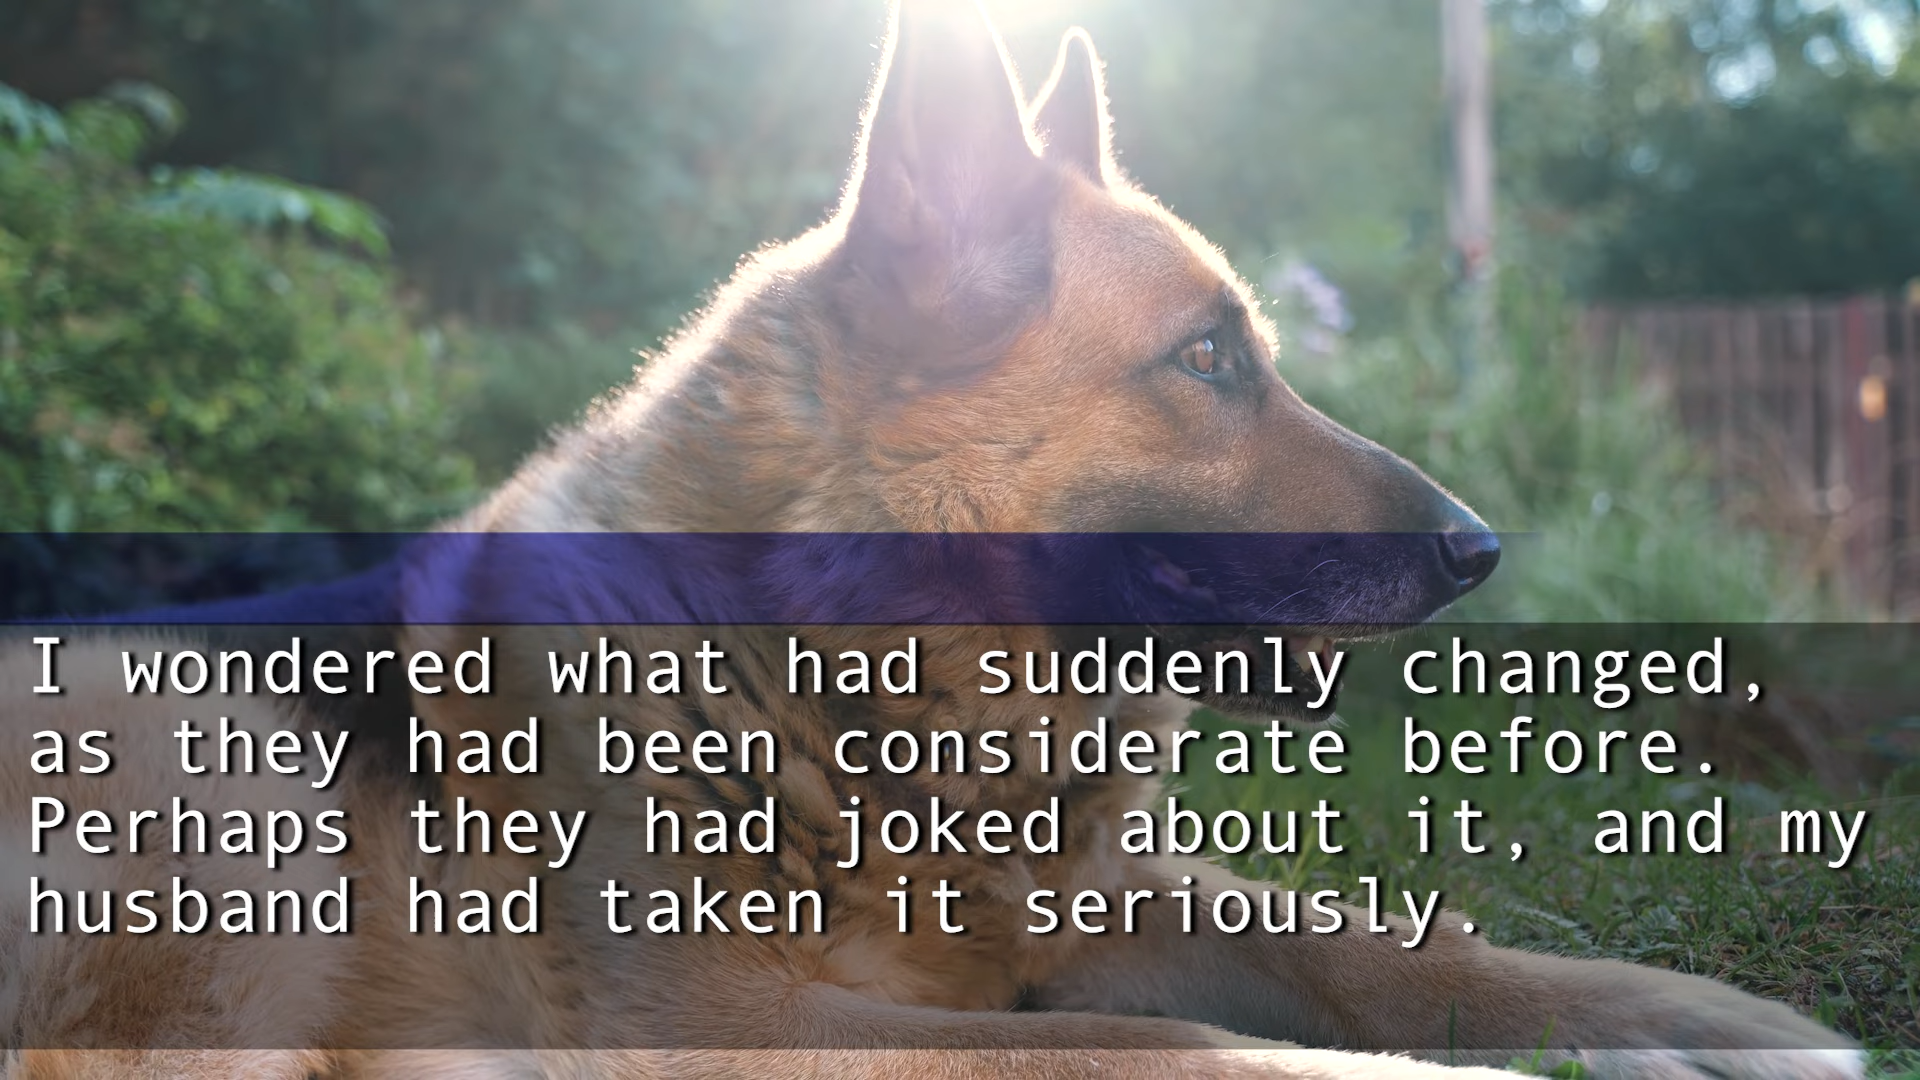 I wondered what had suddenly changed,
as they had been considerate before.
Perhaps they had joked about it, and my
husband had taken it seriously.